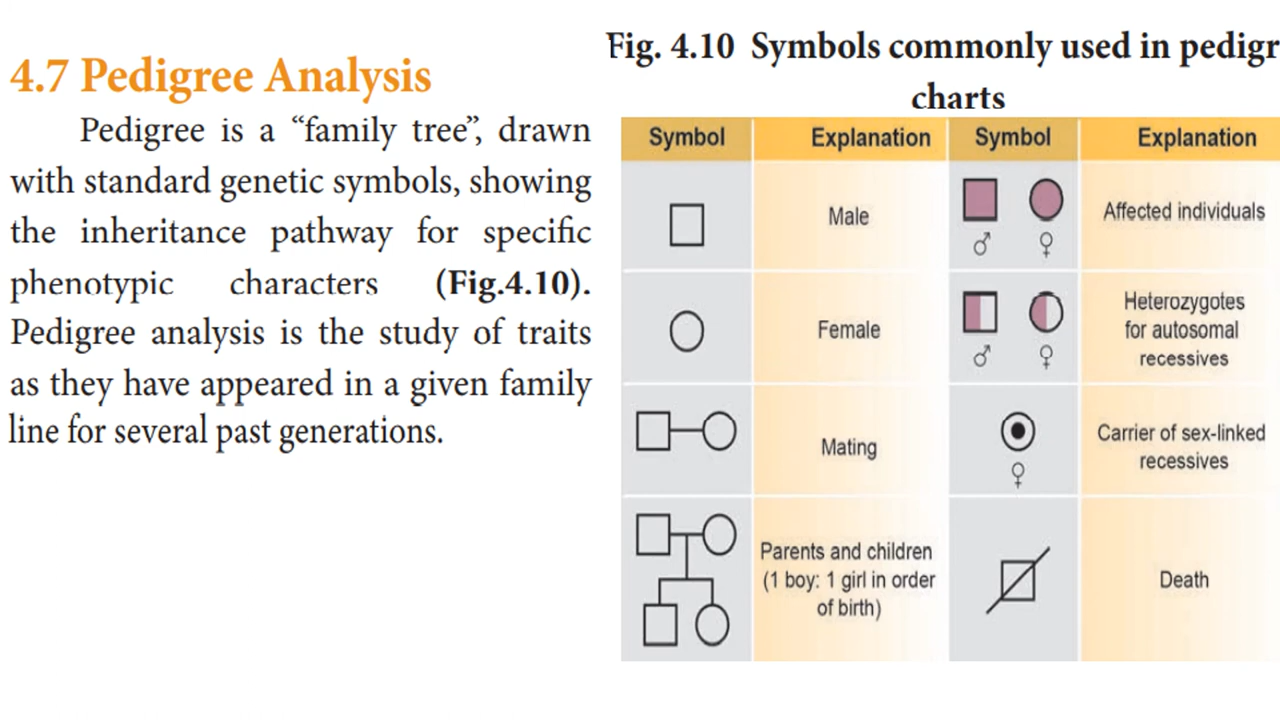 4.7 Pedigree Analysis
Pedigree is a “family tree”, drawn
with standard genetic symbols, showing
the inheritance pathway for specific
phenotypic characters (Fig.4.10).
Pedigree analysis is the study of traits
as they have appeared in a given family
line for several past generations.
Fig. 4.10 Symbols commonly used in pedigr
charts
Symbol Explanation Symbol Explanation
Male
Affected individuals
♂ ♀
Female
Heterozygotes
for autosomal
recessives
♂ ♀
Mating
Carrier of sex-linked
recessives
♀
Parents and children
(1 boy: 1 girl in order
of birth)
Death